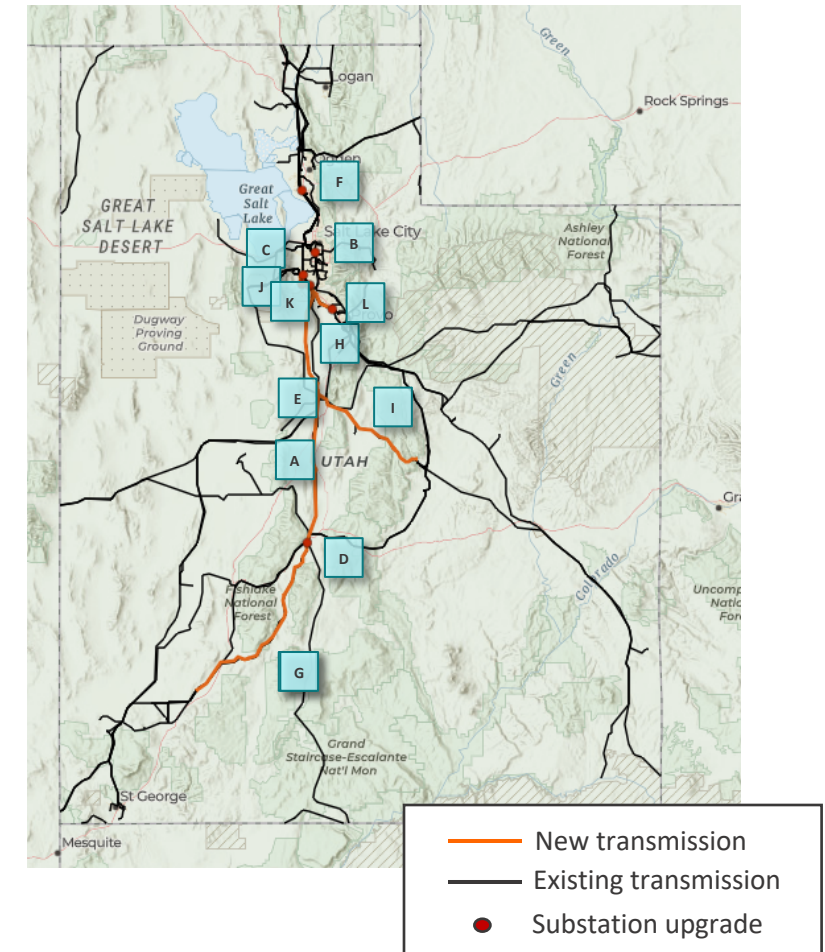 Green
Logan
Rock Springs
Ogden
F
GREAT
SALT LAKE
DESERT
Great
Salt
Lake
Salt Lake City
B
C
Ashley
National
Forest
J
K
L
Provo
Dugway
Proving
Ground
H
Green
E
I
A
UTAH
Gra
D
Colorado
Fishlake
National
Forest
Uncomp
Natio
Fore
G
Grand
Staircase-Escalante
Nat'l Mon
St George
Mesquite
New transmission
Existing transmission
Substation upgrade